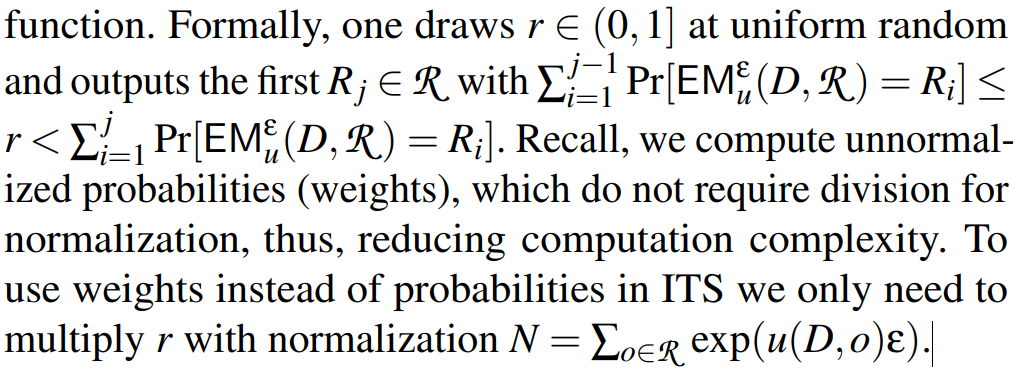 function. Formally, one draws r ∈ (0,1] at uniform random
and outputs the first R_j ∈ ℛ with ∑_{i=1}^{j−1} Pr[EM_u^ε(D,ℛ) = R_i] ≤
r < ∑_{i=1}^{j} Pr[EM_u^ε(D,ℛ) = R_i]. Recall, we compute unnormal-
ized probabilities (weights), which do not require division for
normalization, thus, reducing computation complexity. To
use weights instead of probabilities in ITS we only need to
multiply r with normalization N = ∑_{o∈ℛ} exp(u(D,o)ε).